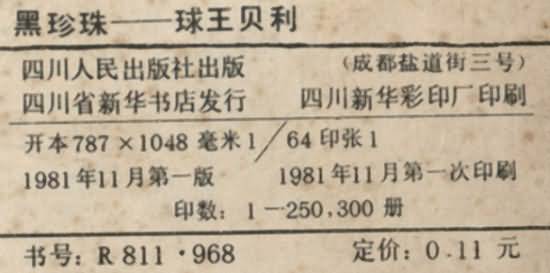 黑珍珠——球王贝利
四川人民出版社出版 (成都盐道街三号)
四川省新华书店发行 四川新华彩印厂印刷
开本787×1048毫米1/64印张1
1981年11月第一版 1981年11月第一次印刷
印数：1—250,300册
书号：R811·968 定价：0.11元